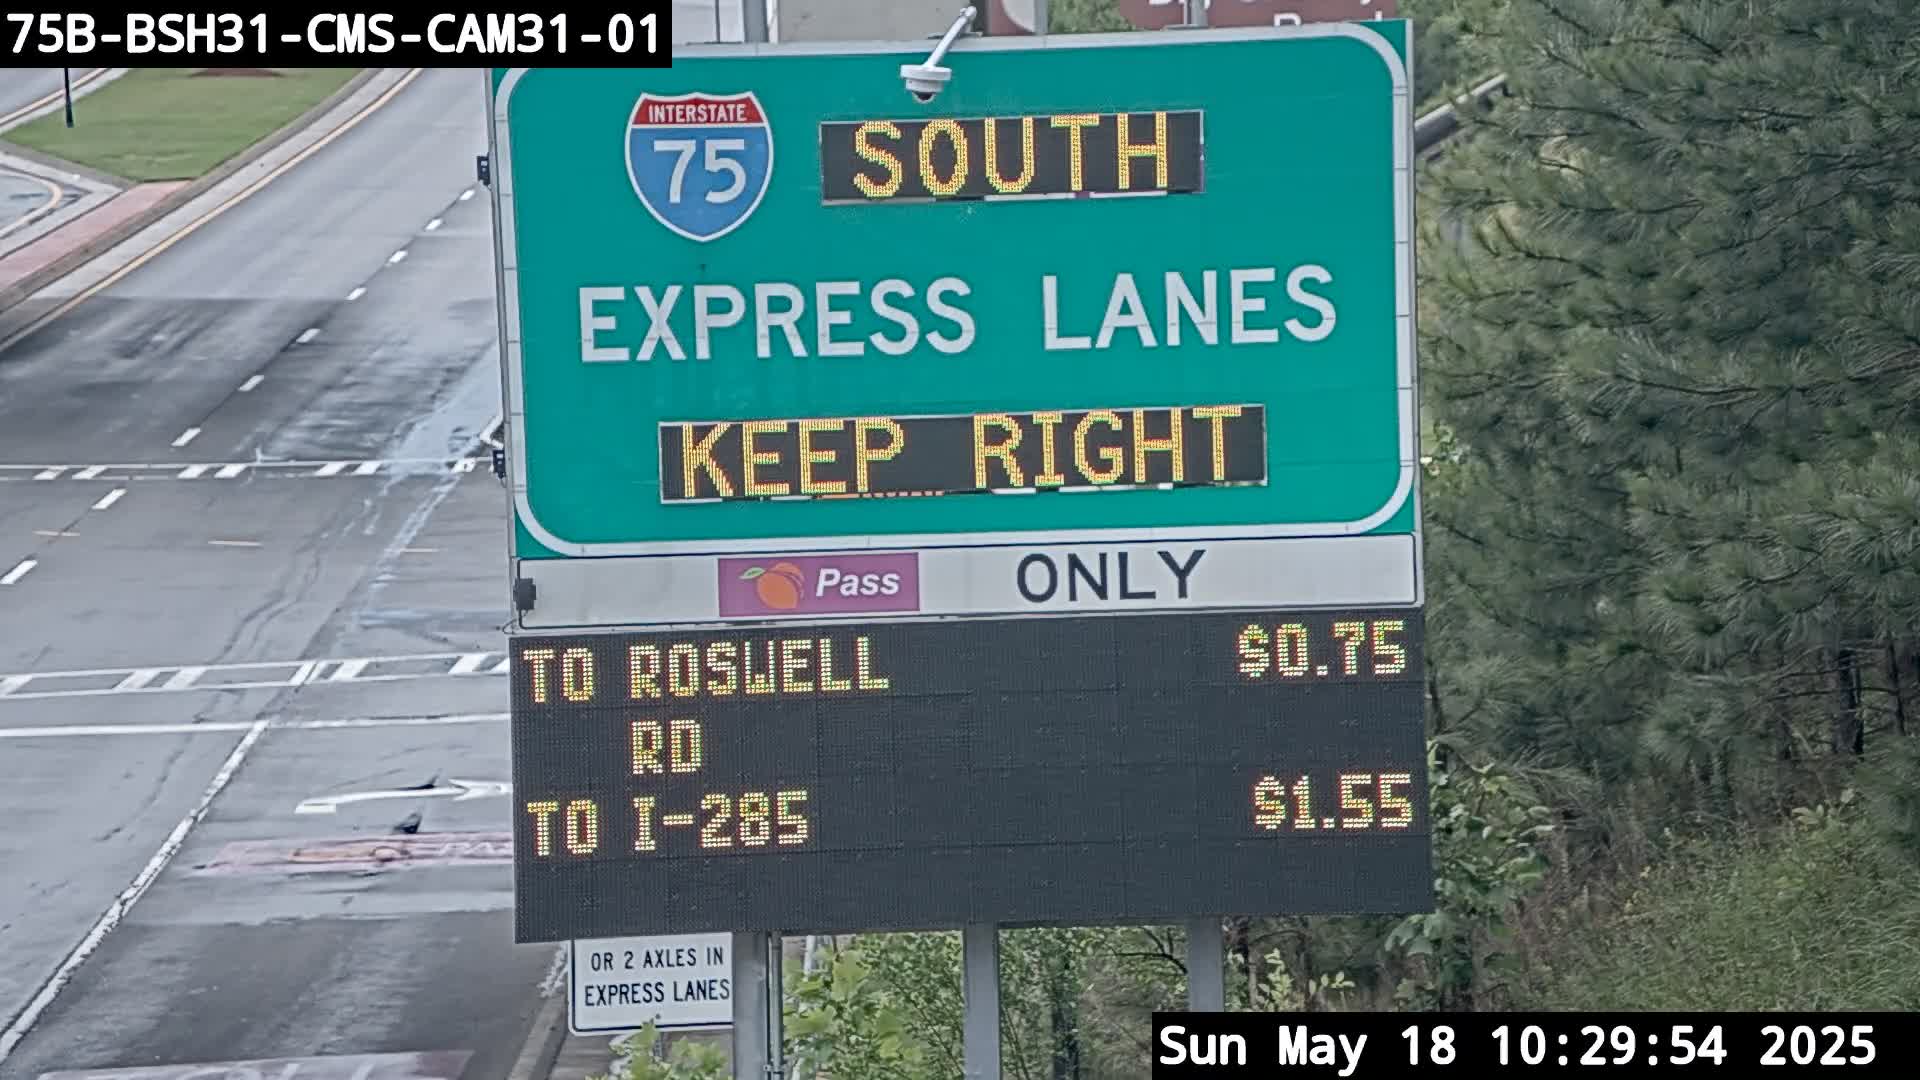 75B-BSH31-CMS-CAM31-01
INTERSTATE
75
SOUTH
EXPRESS LANES
KEEP RIGHT
Pass ONLY
TO ROSWELL $0.75
RD
TO I-285 $1.55
OR 2 AXLES IN
EXPRESS LANES
Sun May 18 10:29:54 2025